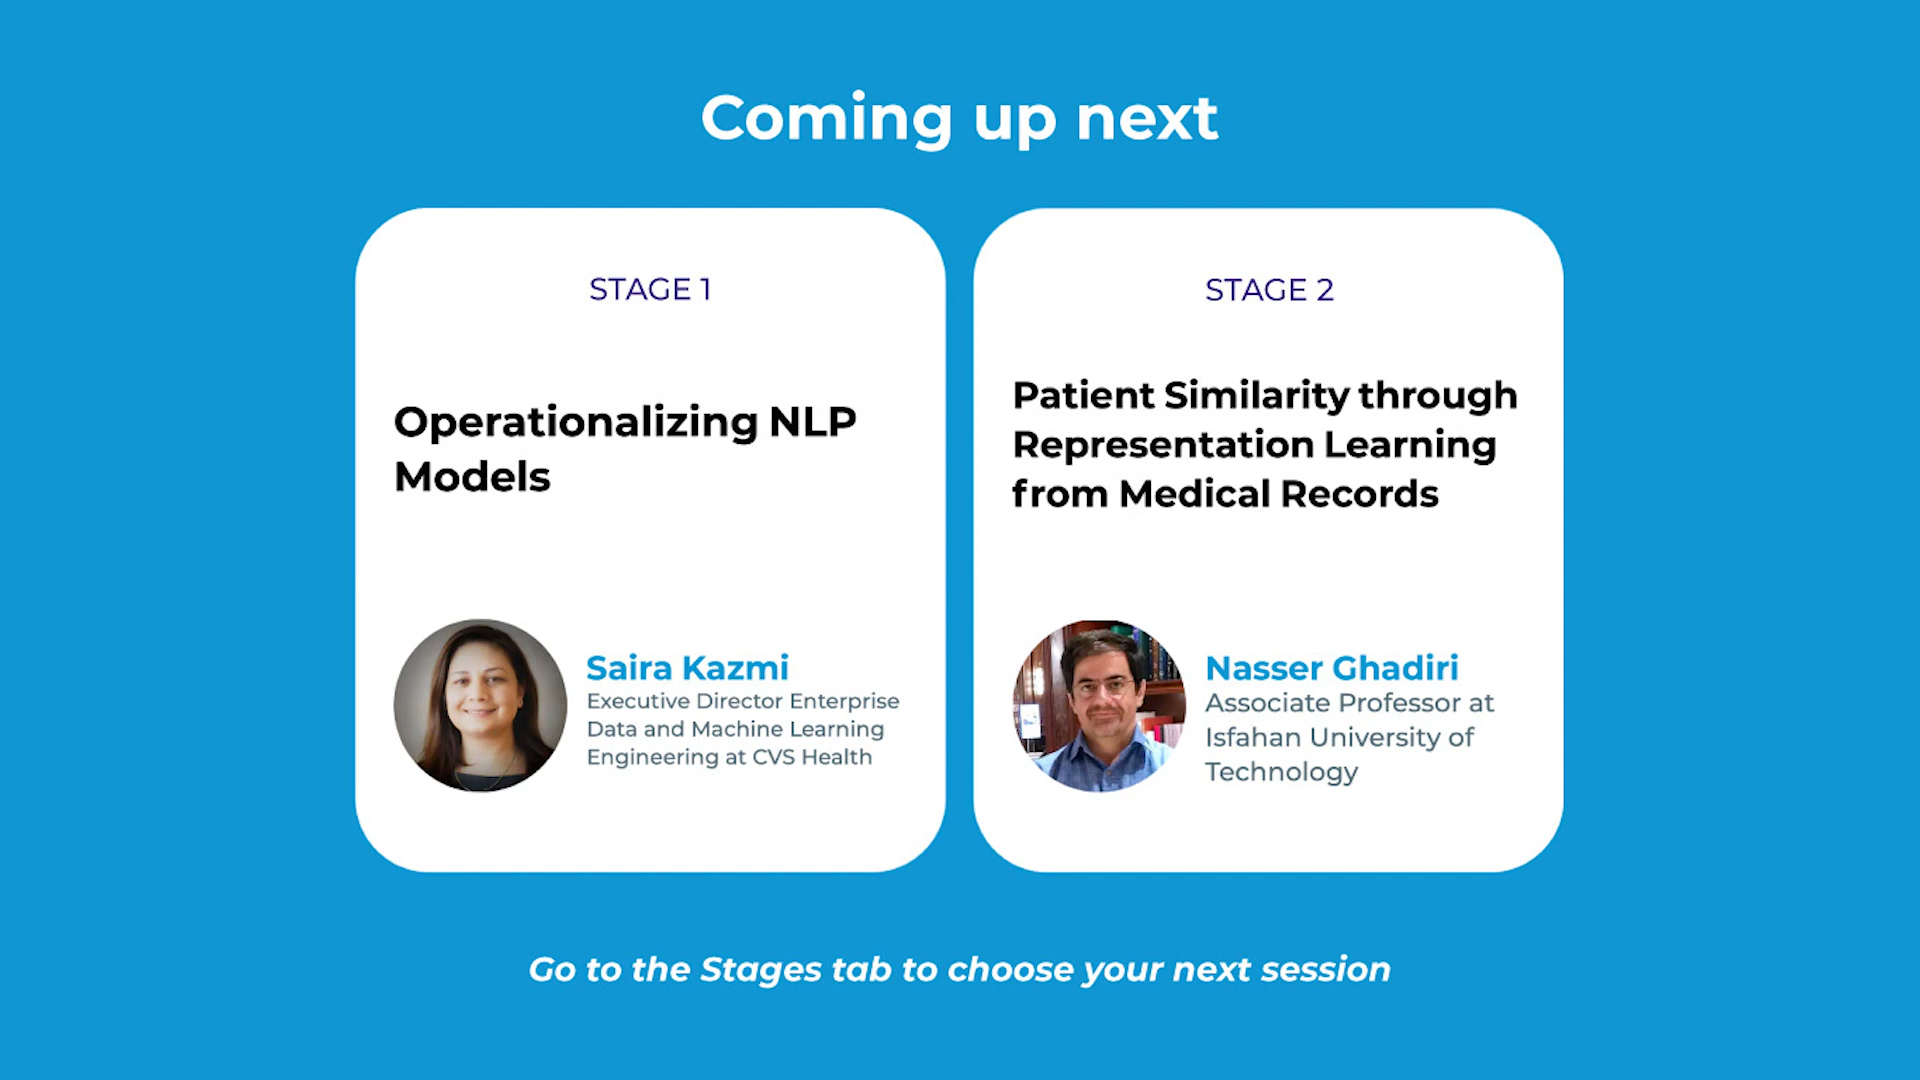 Coming up next
STAGE 1
Operationalizing NLP
Models
Saira Kazmi
Executive Director Enterprise
Data and Machine Learning
Engineering at CVS Health
STAGE 2
Patient Similarity through
Representation Learning
from Medical Records
Nasser Ghadiri
Associate Professor at
Isfahan University of
Technology
Go to the Stages tab to choose your next session